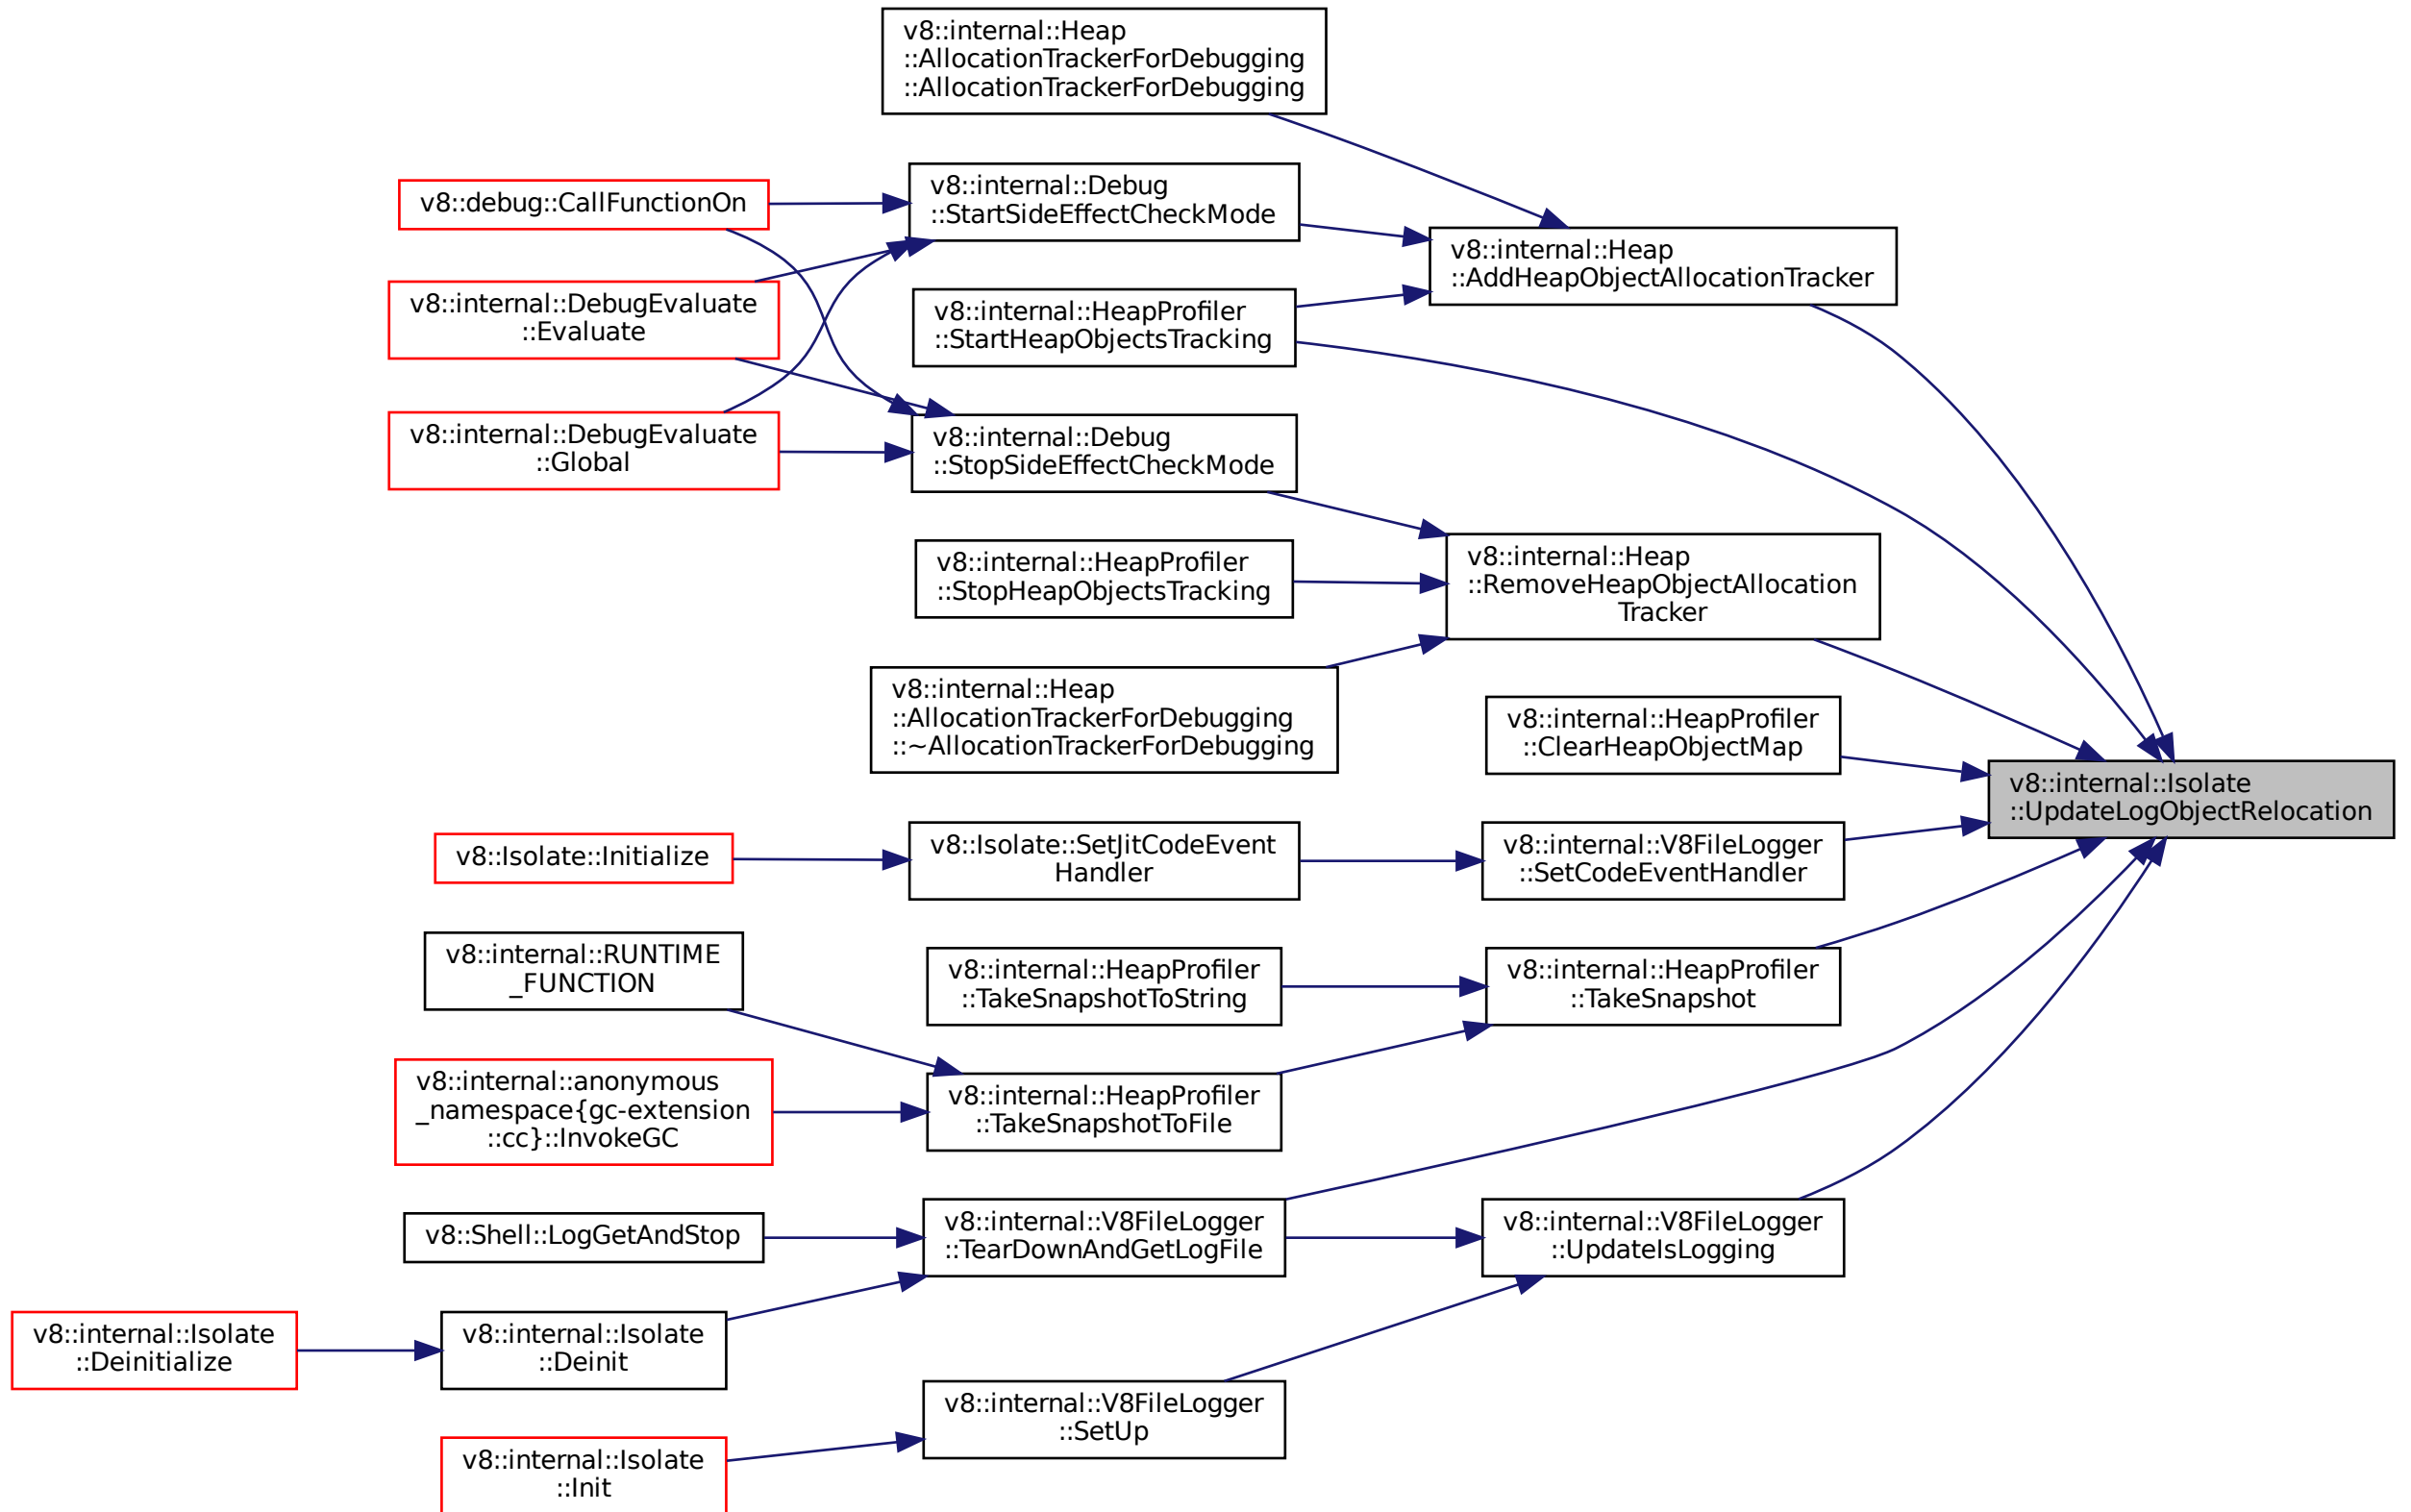 v8::internal::Heap
::AllocationTrackerForDebugging
::AllocationTrackerForDebugging
v8::debug::CallFunctionOn
v8::internal::Debug
::StartSideEffectCheckMode
v8::internal::Heap
::AddHeapObjectAllocationTracker
v8::internal::DebugEvaluate
::Evaluate
v8::internal::HeapProfiler
::StartHeapObjectsTracking
v8::internal::DebugEvaluate
::Global
v8::internal::Debug
::StopSideEffectCheckMode
v8::internal::HeapProfiler
::StopHeapObjectsTracking
v8::internal::Heap
::RemoveHeapObjectAllocation
Tracker
v8::internal::Heap
::AllocationTrackerForDebugging
::~AllocationTrackerForDebugging
v8::internal::HeapProfiler
::ClearHeapObjectMap
v8::internal::Isolate
::UpdateLogObjectRelocation
v8::Isolate::Initialize
v8::Isolate::SetJitCodeEvent
Handler
v8::internal::V8FileLogger
::SetCodeEventHandler
v8::internal::RUNTIME
_FUNCTION
v8::internal::HeapProfiler
::TakeSnapshotToString
v8::internal::HeapProfiler
::TakeSnapshot
v8::internal::anonymous
_namespace{gc-extension
::cc}::InvokeGC
v8::internal::HeapProfiler
::TakeSnapshotToFile
v8::Shell::LogGetAndStop
v8::internal::V8FileLogger
::TearDownAndGetLogFile
v8::internal::V8FileLogger
::UpdateIsLogging
v8::internal::Isolate
::Deinitialize
v8::internal::Isolate
::Deinit
v8::internal::V8FileLogger
::SetUp
v8::internal::Isolate
::Init